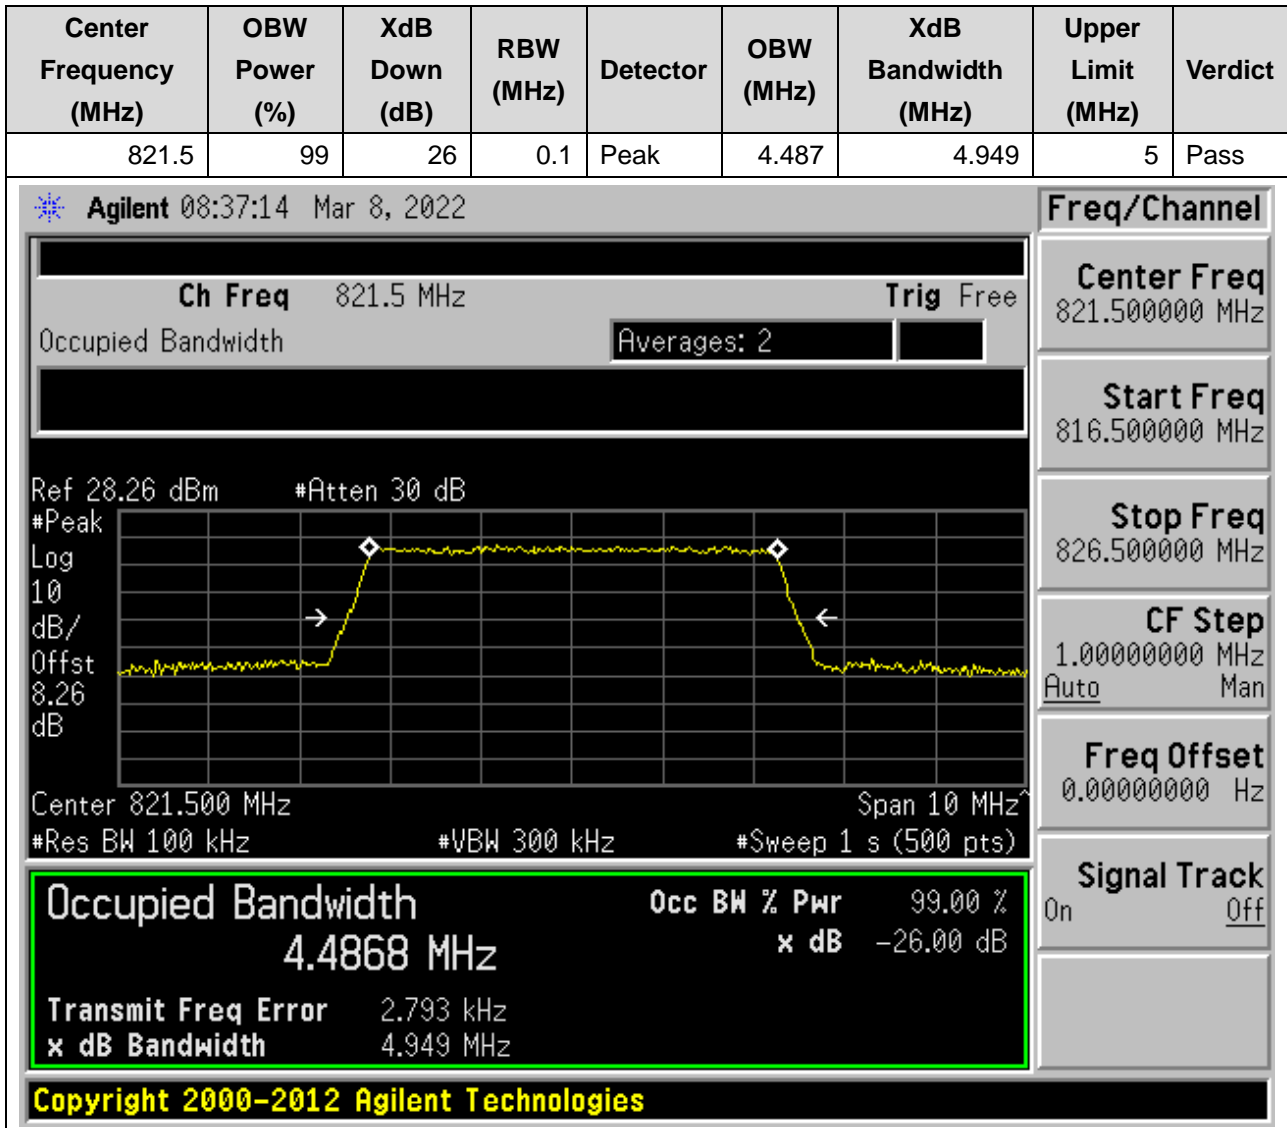 Center Frequency (MHz) OBW Power (%) XdB Down (dB) RBW (MHz) Detector OBW (MHz) XdB Bandwidth (MHz) Upper Limit (MHz) Verdict
821.5 99 26 0.1 Peak 4.487 4.949 5 Pass
Agilent 08:37:14 Mar 8, 2022
Ch Freq 821.5 MHz Trig Free
Occupied Bandwidth Averages: 2
Ref 28.26 dBm #Atten 30 dB
#Peak
Log
10
dB/
Offst
8.26
dB
Center 821.500 MHz Span 10 MHz^
#Res BW 100 kHz #VBW 300 kHz #Sweep 1 s (500 pts)
Occupied Bandwidth Occ BW % Pwr 99.00 %
4.4868 MHz x dB -26.00 dB
Transmit Freq Error 2.793 kHz
x dB Bandwidth 4.949 MHz
Copyright 2000-2012 Agilent Technologies
Freq/Channel
Center Freq
821.500000 MHz
Start Freq
816.500000 MHz
Stop Freq
826.500000 MHz
CF Step
1.00000000 MHz
Auto Man
Freq Offset
0.00000000 Hz
Signal Track
On Off